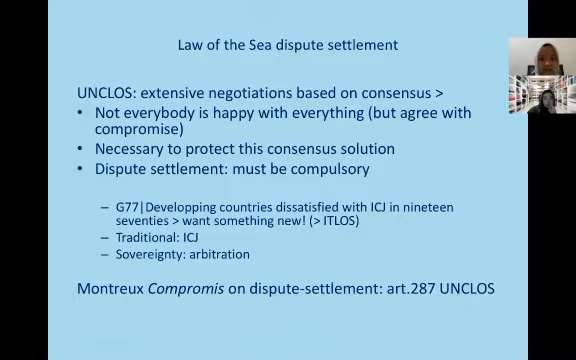 Law of the Sea dispute settlement
UNCLOS: extensive negotiations based on consensus >
• Not everybody is happy with everything (but agree with
compromise)
• Necessary to protect this consensus solution
• Dispute settlement: must be compulsory
– G77|Developping countries dissatisfied with ICJ in nineteen
seventies > want something new! (> ITLOS)
– Traditional: ICJ
– Sovereignty: arbitration
Montreux Compromis on dispute-settlement: art.287 UNCLOS